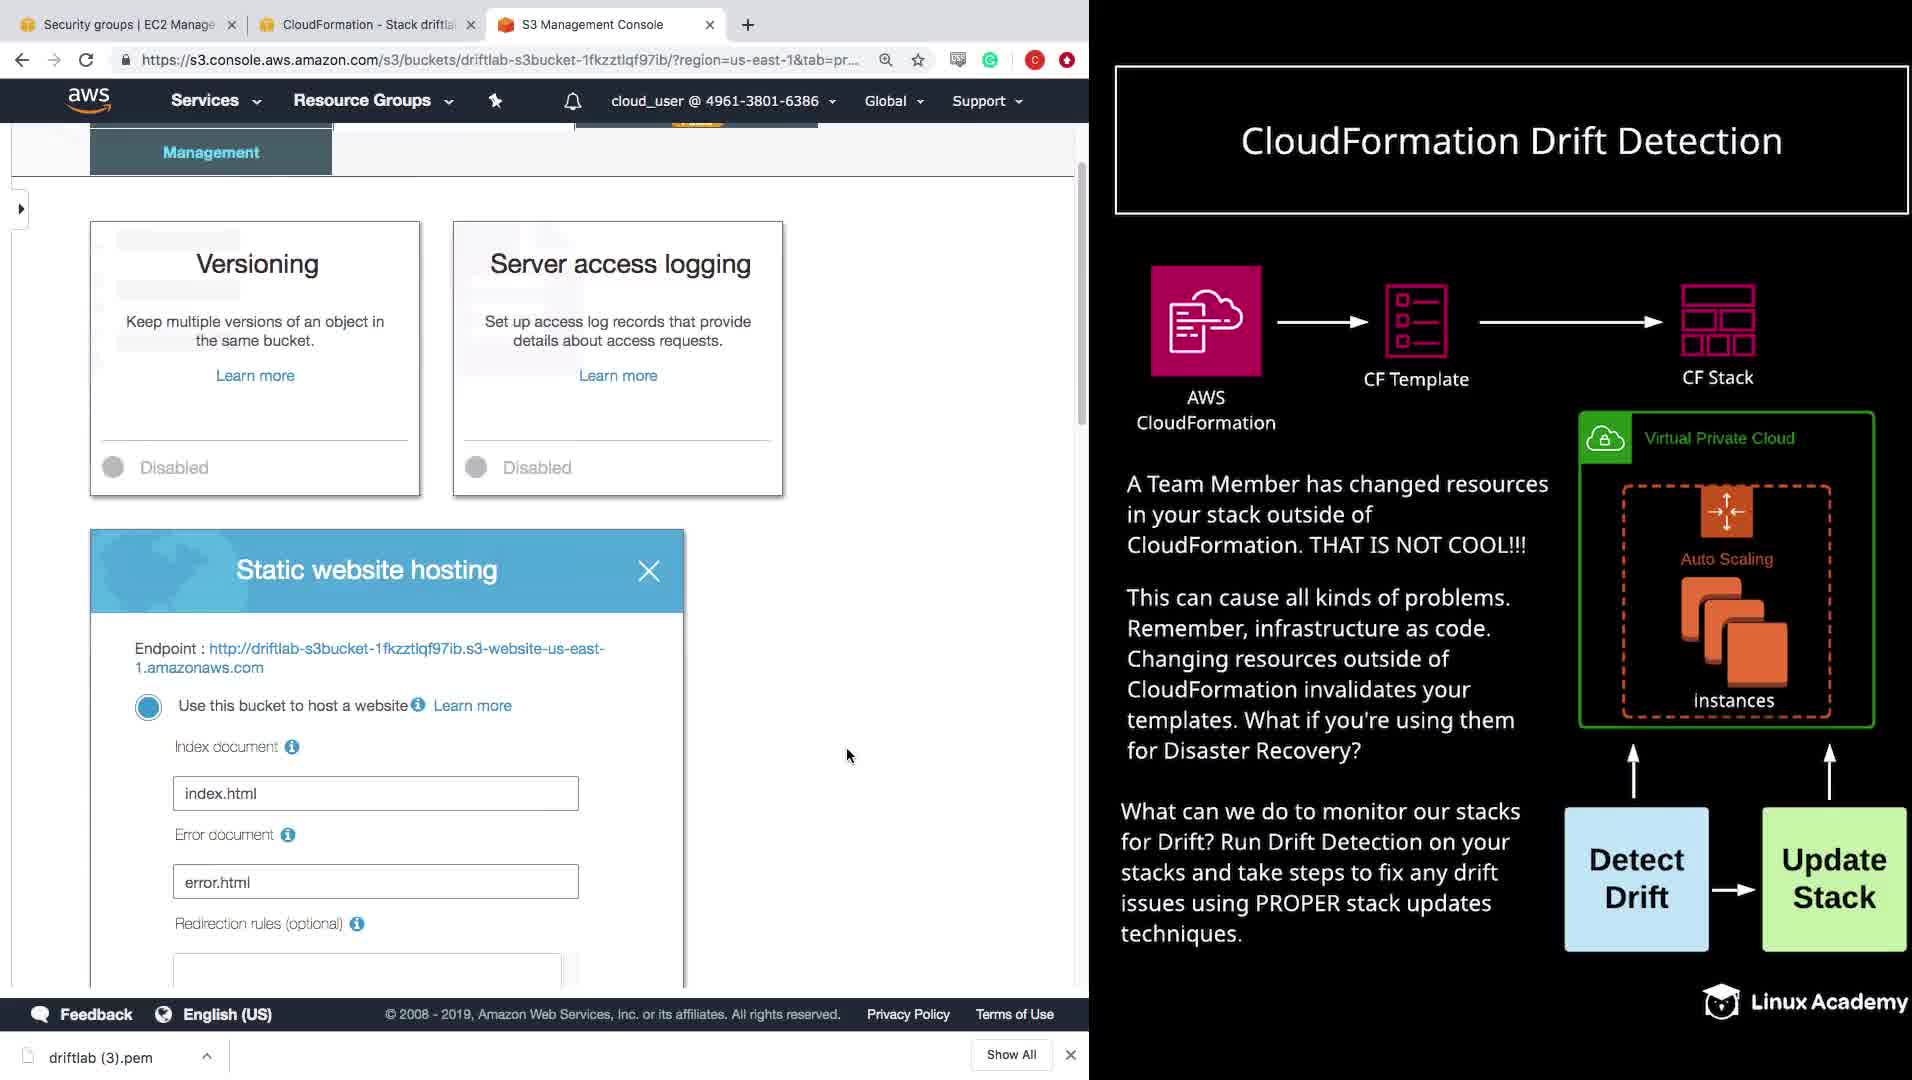 Security groups | EC2 Manage
CloudFormation - Stack driftla
S3 Management Console
https://s3.console.aws.amazon.com/s3/buckets/driftlab-s3bucket-1fkzztlqf97ib/?region=us-east-1&tab=pr...
aws
Services
Resource Groups
cloud_user @ 4961-3801-6386
Global
Support
Management
Versioning
Keep multiple versions of an object in
the same bucket.
Learn more
Disabled
Server access logging
Set up access log records that provide
details about access requests.
Learn more
Disabled
Static website hosting
Endpoint : http://driftlab-s3bucket-1fkzztlqf97ib.s3-website-us-east-
1.amazonaws.com
Use this bucket to host a website Learn more
Index document
index.html
Error document
error.html
Redirection rules (optional)
Feedback
English (US)
© 2008 - 2019, Amazon Web Services, Inc. or its affiliates. All rights reserved.
Privacy Policy
Terms of Use
driftlab (3).pem
Show All
CloudFormation Drift Detection
AWS
CloudFormation
CF Template
CF Stack
A Team Member has changed resources
in your stack outside of
CloudFormation. THAT IS NOT COOL!!!
This can cause all kinds of problems.
Remember, infrastructure as code.
Changing resources outside of
CloudFormation invalidates your
templates. What if you're using them
for Disaster Recovery?
What can we do to monitor our stacks
for Drift? Run Drift Detection on your
stacks and take steps to fix any drift
issues using PROPER stack updates
techniques.
Virtual Private Cloud
Auto Scaling
instances
Detect
Drift
Update
Stack
Linux Academy